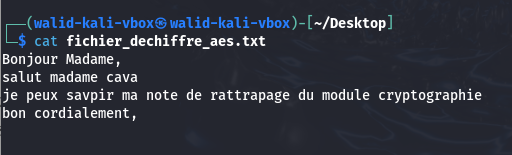 ┌──(walid-kali-vbox㉿walid-kali-vbox)-[~/Desktop]
└─$ cat fichier_dechiffre_aes.txt
Bonjour Madame,
salut madame cava
je peux savpir ma note de rattrapage du module cryptographie
bon cordialement,